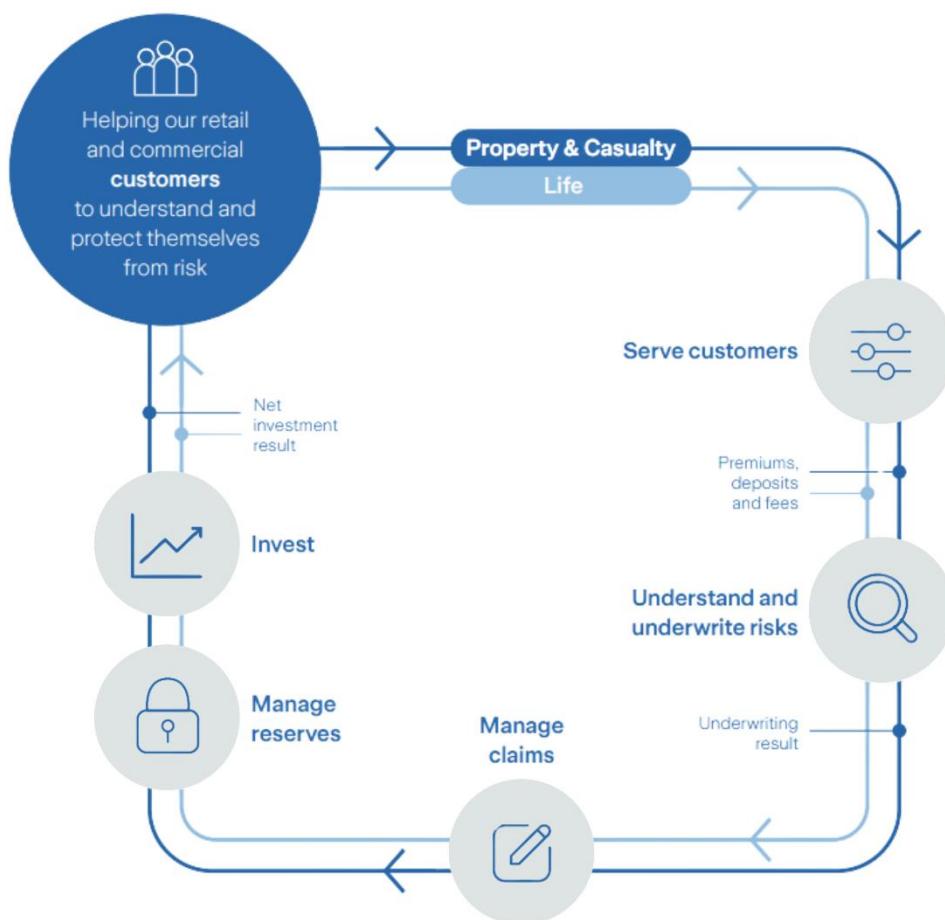 Helping our retail
and commercial
customers
to understand and
protect themselves
from risk
Property & Casualty
Life
Serve customers
Premiums,
deposits
and fees
Understand and
underwrite risks
Underwriting
result
Manage
claims
Manage
reserves
Invest
Net
investment
result